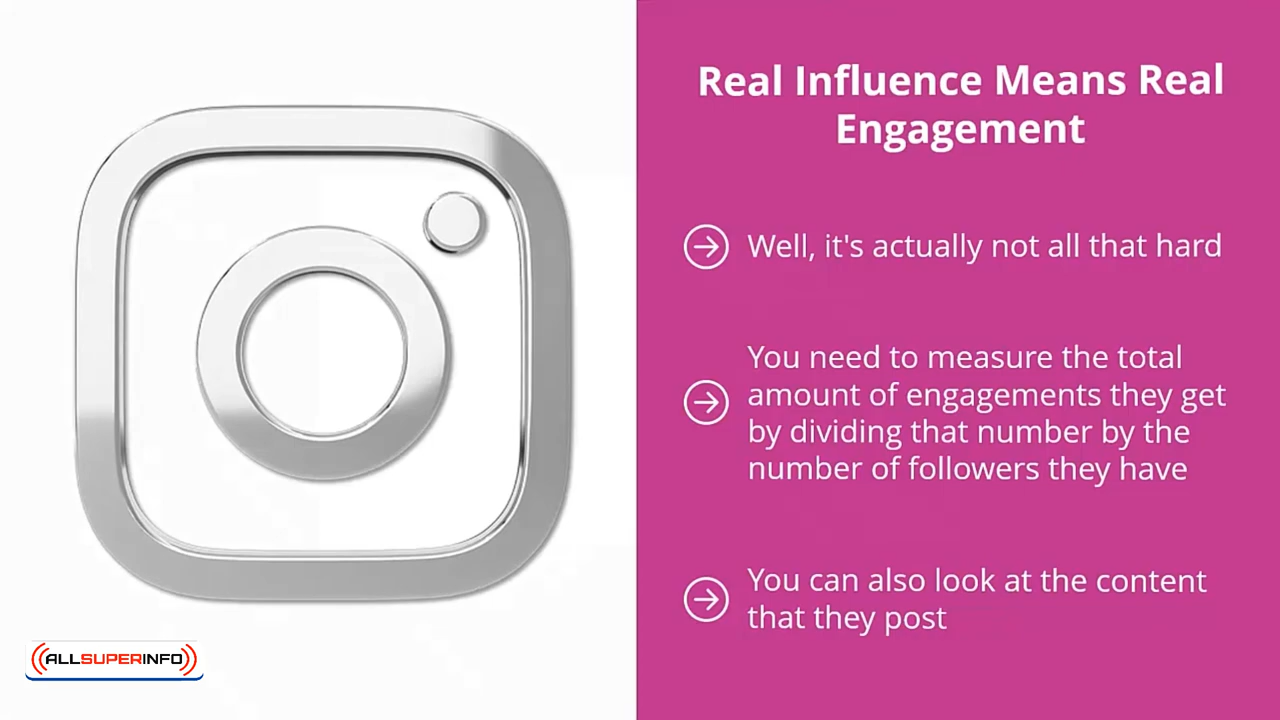 Real Influence Means Real
Engagement
Well, it's actually not all that hard
You need to measure the total
amount of engagements they get
by dividing that number by the
number of followers they have
You can also look at the content
that they post
ALLSUPERINFO